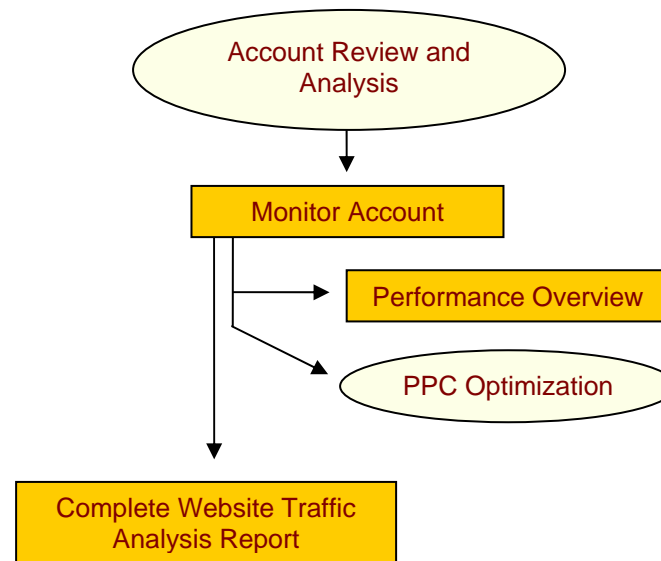 Account Review and
Analysis
Monitor Account
Performance Overview
PPC Optimization
Complete Website Traffic
Analysis Report